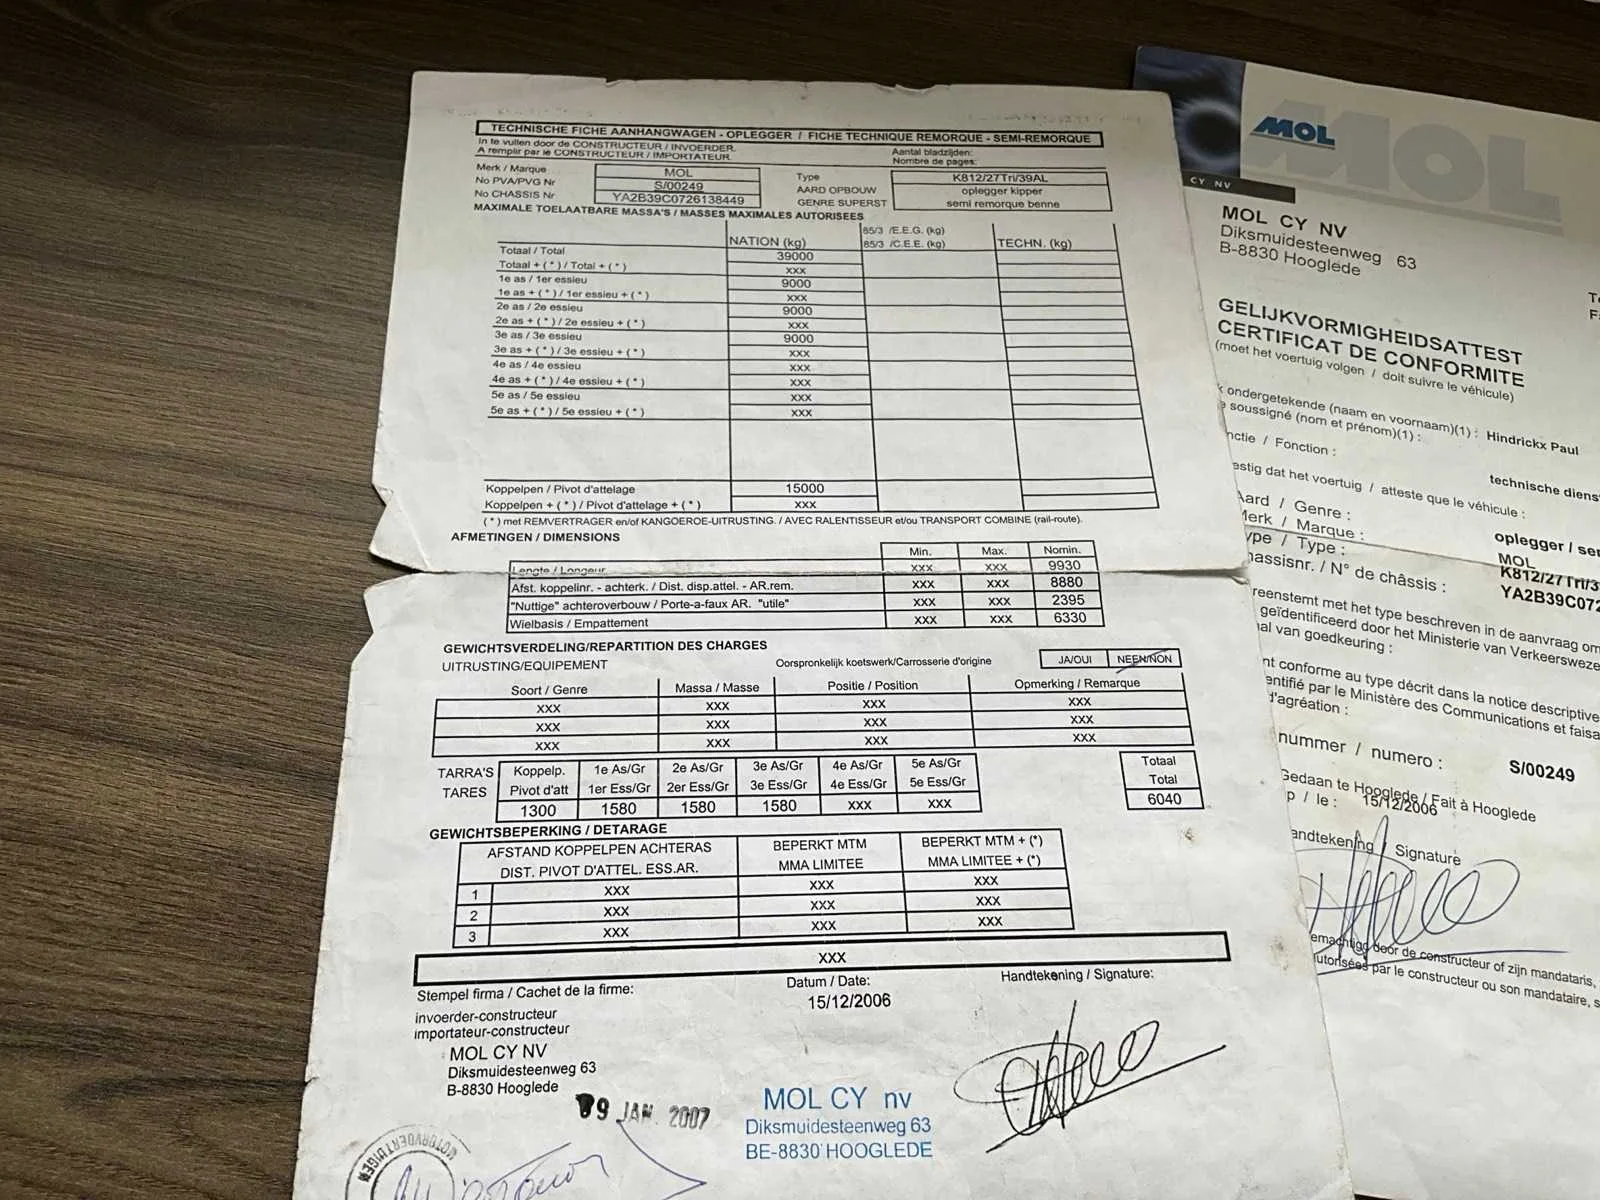 TECHNISCHE FICHE AANHANGWAGEN - OPLEGGER / FICHE TECHNIQUE REMORQUE - SEMI-REMORQUE
In te vullen door de CONSTRUCTEUR / INVOERDER.
A remplir par le CONSTRUCTEUR / IMPORTATEUR.
Aantal bladzijden:
Nombre de pages:
Merk / Marque MOL Type K812/27Tri/39AL
No PVA/PVG Nr S/00249 AARD OPBOUW oplegger kipper
No CHASSIS Nr YA2B39C0726138449 GENRE SUPERST semi remorque benne
MAXIMALE TOELAATBARE MASSA'S / MASSES MAXIMALES AUTORISEES
NATION (kg) 85/3 /E.E.G. (kg) TECHN. (kg)
85/3 /C.E.E. (kg)
Totaal / Total 39000
Totaal + ( * ) / Total + ( * ) xxx
1e as / 1er essieu 9000
1e as + ( * ) / 1er essieu + ( * ) xxx
2e as / 2e essieu 9000
2e as + ( * ) / 2e essieu + ( * ) xxx
3e as / 3e essieu 9000
3e as + ( * ) / 3e essieu + ( * ) xxx
4e as / 4e essieu xxx
4e as + ( * ) / 4e essieu + ( * ) xxx
5e as / 5e essieu xxx
5e as + ( * ) / 5e essieu + ( * ) xxx
Koppelpen / Pivot d'attelage 15000
Koppelpen + ( * ) / Pivot d'attelage + ( * ) xxx
( * ) met REMVERTRAGER en/of KANGOEROE-UITRUSTING. / AVEC RALENTISSEUR et/ou TRANSPORT COMBINE (rail-route).
AFMETINGEN / DIMENSIONS
Min. Max. Nomin.
Lengte / Longeur xxx xxx 9930
Afst. koppelinr. - achterk. / Dist. disp.attel. - AR.rem. xxx xxx 8880
"Nuttige" achteroverbouw / Porte-a-faux AR. "utile" xxx xxx 2395
Wielbasis / Empattement xxx xxx 6330
GEWICHTSVERDELING/REPARTITION DES CHARGES
UITRUSTING/EQUIPEMENT Oorspronkelijk koetswerk/Carrosserie d'origine JA/OUI NEEN/NON
Soort / Genre Massa / Masse Positie / Position Opmerking / Remarque
xxx xxx xxx xxx
xxx xxx xxx xxx
xxx xxx xxx xxx
TARRA'S Koppelp. 1e As/Gr 2e As/Gr 3e As/Gr 4e As/Gr 5e As/Gr Totaal
TARES Pivot d'att 1er Ess/Gr 2er Ess/Gr 3e Ess/Gr 4e Ess/Gr 5e Ess/Gr Total
1300 1580 1580 1580 xxx xxx 6040
GEWICHTSBEPERKING / DETARAGE
AFSTAND KOPPELPEN ACHTERAS BEPERKT MTM BEPERKT MTM + (*)
DIST. PIVOT D'ATTEL. ESS.AR. MMA LIMITEE MMA LIMITEE + (*)
1 xxx xxx xxx
2 xxx xxx xxx
3 xxx xxx xxx
xxx
Stempel firma / Cachet de la firme: Datum / Date: Handtekening / Signature:
15/12/2006
invoerder-constructeur
importateur-constructeur
MOL CY NV
Diksmuidesteenweg 63
B-8830 Hooglede
9 JAN. 2007
MOL CY nv
Diksmuidesteenweg 63
BE-8830 HOOGLEDE
MOTORVOERTUIGEN
MOL
MOL
CY NV
MOL CY NV
Diksmuidesteenweg 63
B-8830 Hooglede
GELIJKVORMIGHEIDSATTEST
CERTIFICAT DE CONFORMITE
(moet het voertuig volgen / doit suivre le véhicule)
ondergetekende (naam en voornaam)(1) : Hindrickx Paul
soussigné (nom et prénom)(1) :
/ Fonction :
technische
dat het voertuig / atteste que le véhicule :
Aard / Genre : oplegger /
Merk / Marque : MOL
/ Type : K812/27Tri/
/ N° de châssis : YA2B39C072
met het type beschreven in de aanvraag
geïdentificeerd door het Ministerie van
van goedkeuring :
conforme au type décrit dans la notice descriptive
par le Ministère des Communications et
d'agréation :
nummer / numero : S/00249
Gedaan te Hooglede / Fait à Hooglede
/ le : 15/12/2006
Handtekening / Signature
door de constructeur of zijn mandataris,
par le constructeur ou son mandataire,